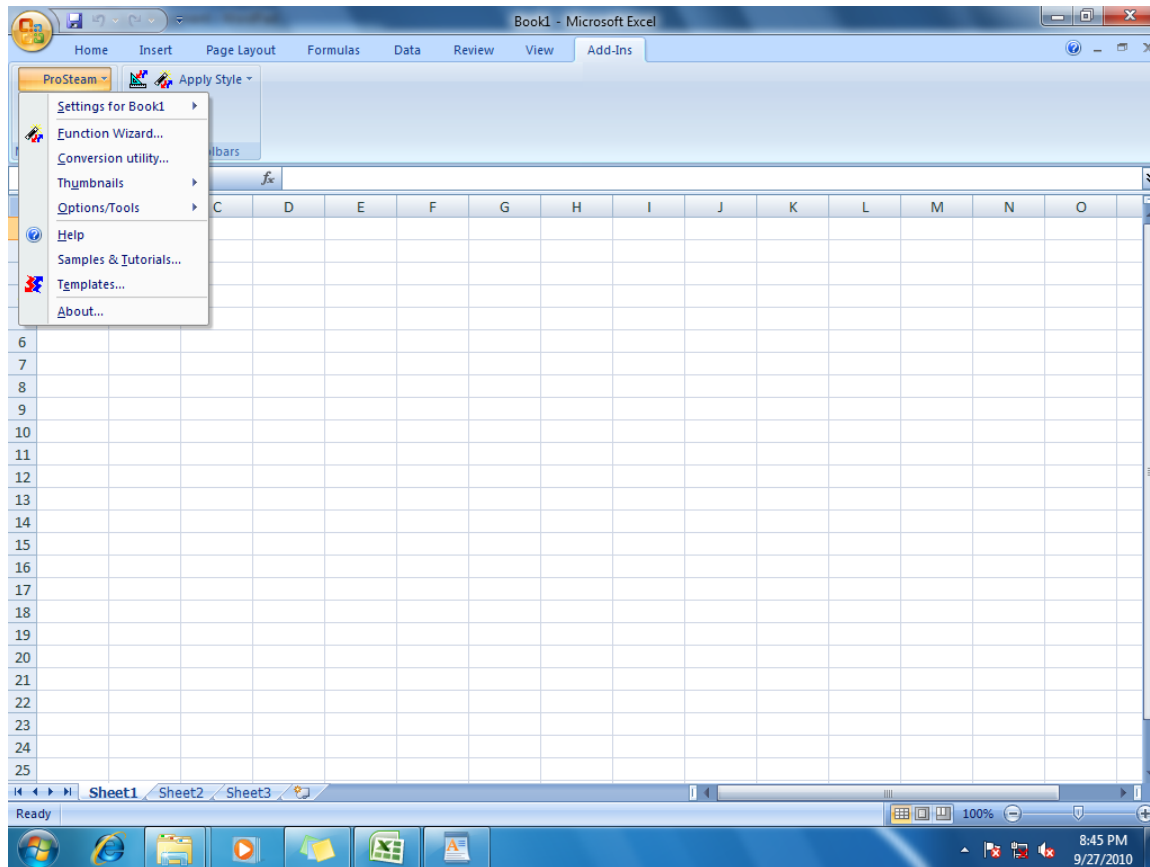 Book1 - Microsoft Excel
Home Insert Page Layout Formulas Data Review View Add-Ins
ProSteam Apply Style
Settings for Book1
Function Wizard...
Conversion utility...
lbars
Thumbnails
fx
Options/Tools
C D E F G H I J K L M N O
Help
Samples & Tutorials...
Templates...
About...
6
7
8
9
10
11
12
13
14
15
16
17
18
19
20
21
22
23
24
25
Sheet1 Sheet2 Sheet3
Ready 100%
8:45 PM
9/27/2010